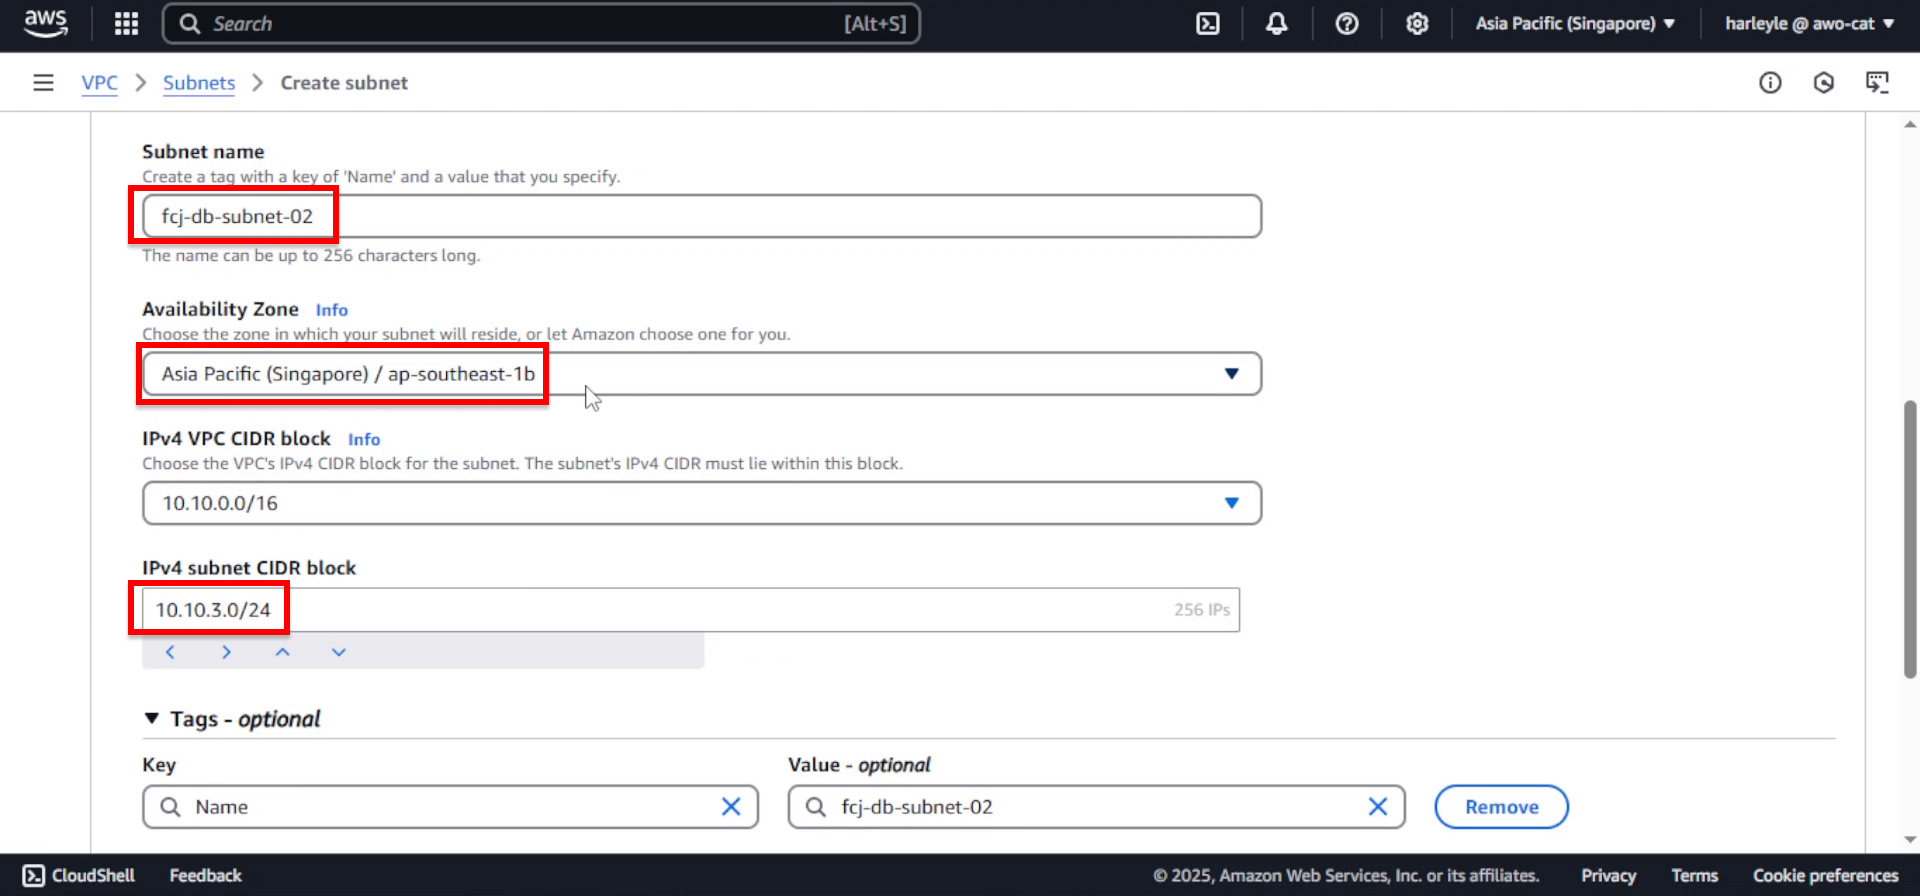 aws
Search [Alt+S]
Asia Pacific (Singapore) harleyle @ awo-cat
VPC Subnets Create subnet
Subnet name
Create a tag with a key of 'Name' and a value that you specify.
fcj-db-subnet-02
The name can be up to 256 characters long.
Availability Zone Info
Choose the zone in which your subnet will reside, or let Amazon choose one for you.
Asia Pacific (Singapore) / ap-southeast-1b
IPv4 VPC CIDR block Info
Choose the VPC's IPv4 CIDR block for the subnet. The subnet's IPv4 CIDR must lie within this block.
10.10.0.0/16
IPv4 subnet CIDR block
10.10.3.0/24 256 IPs
Tags - optional
Key Value - optional
Name fcj-db-subnet-02 Remove
CloudShell Feedback © 2025, Amazon Web Services, Inc. or its affiliates. Privacy Terms Cookie preferences